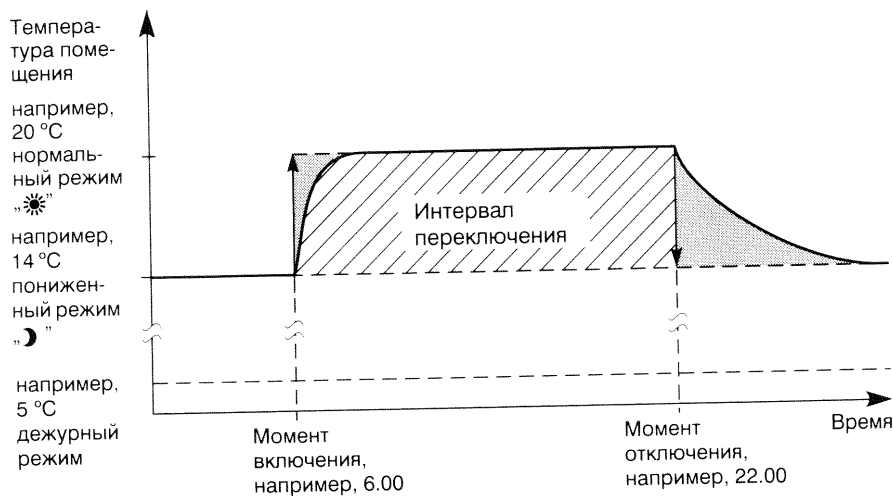 Темпера-
тура поме-
щения
например,
20 °C
нормаль-
ный режим
„☀”
например,
14 °C
понижен-
ный режим
„☽”
например,
5 °C
дежурный
режим
Интервал
переключения
Момент
включения,
например, 6.00
Момент
отключения,
например, 22.00
Время